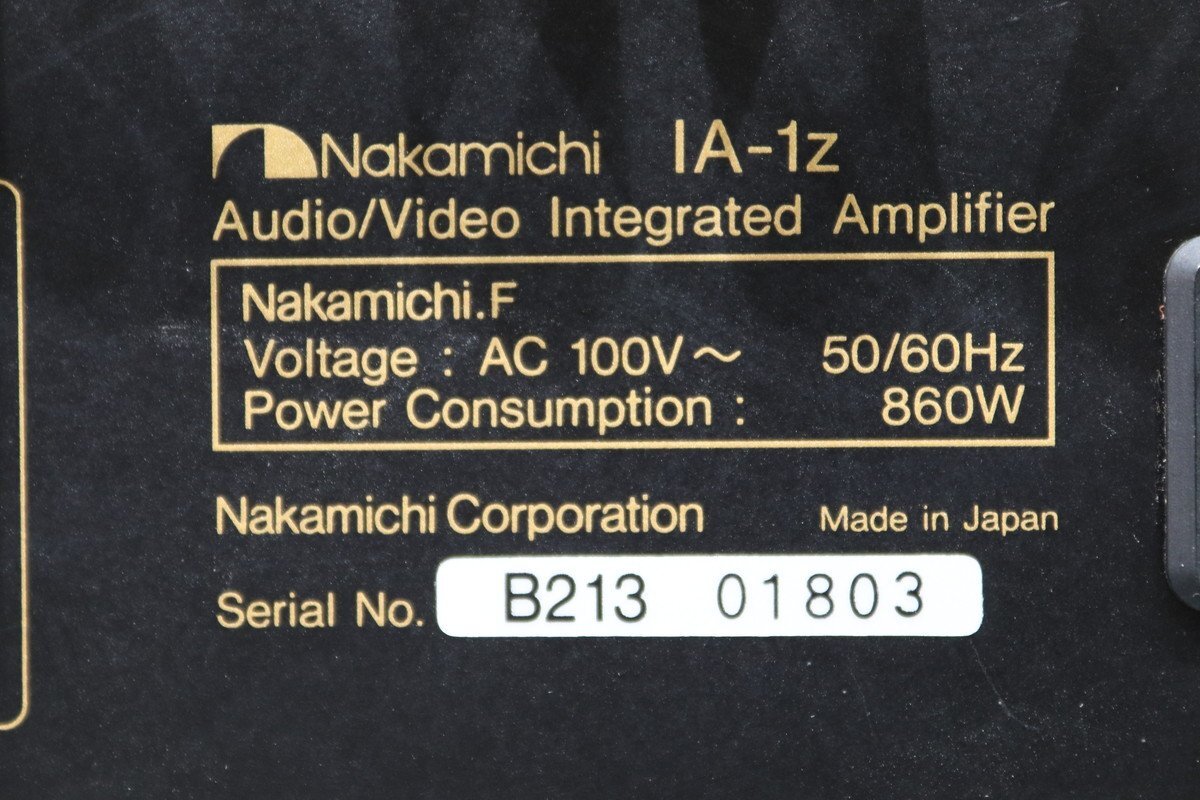 Nakamichi IA-1z
Audio/Video Integrated Amplifier
Nakamichi.F
Voltage : AC 100V～ 50/60Hz
Power Consumption : 860W
Nakamichi Corporation Made in Japan
Serial No. B213 01803